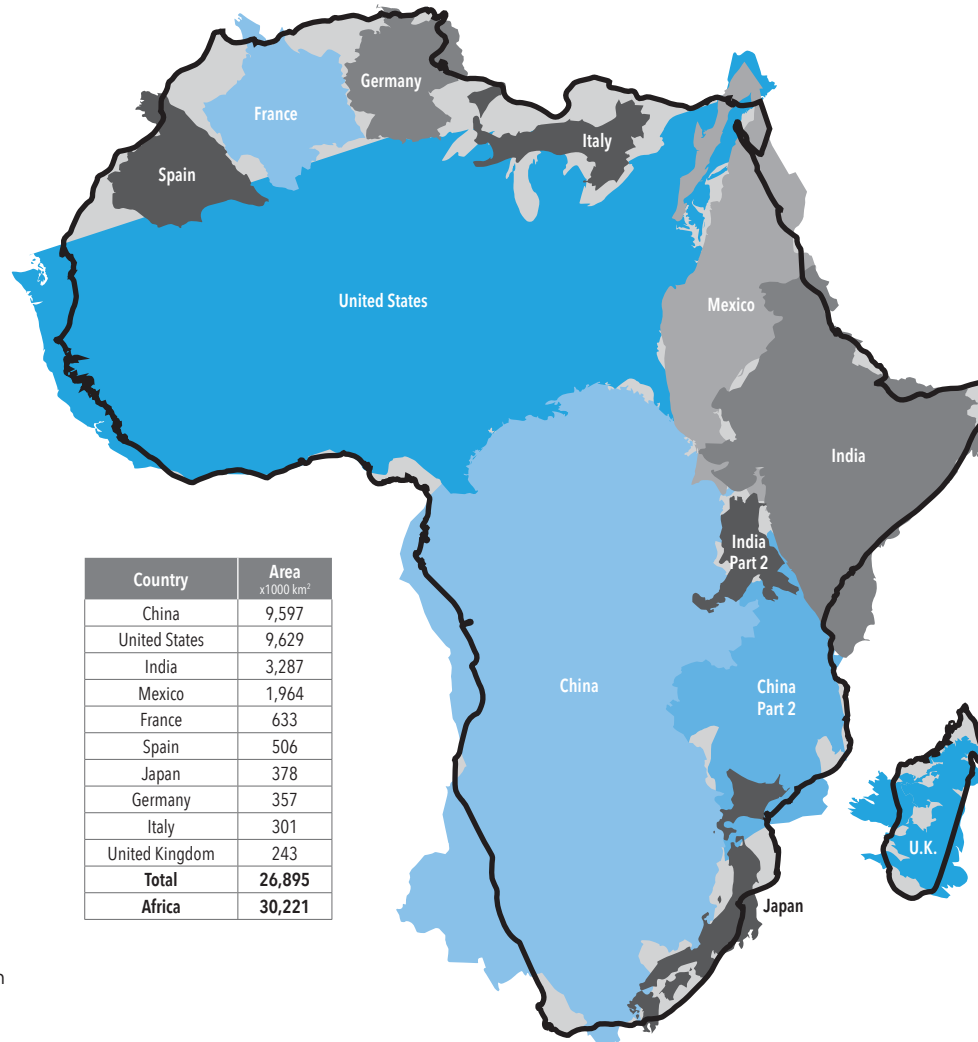 Germany
France
Italy
Spain
United States
Mexico
India
India
Part 2
China
China
Part 2
U.K.
Japan
Country Area
x1000 km²
China 9,597
United States 9,629
India 3,287
Mexico 1,964
France 633
Spain 506
Japan 378
Germany 357
Italy 301
United Kingdom 243
Total 26,895
Africa 30,221